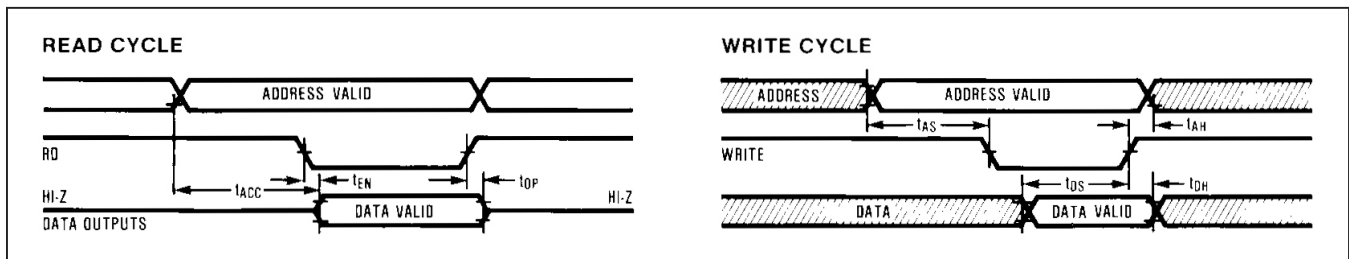 READ CYCLE
ADDRESS VALID
RD
tACC
tEN
tOP
HI-Z
HI-Z
DATA VALID
DATA OUTPUTS
WRITE CYCLE
ADDRESS
ADDRESS VALID
tAS
tAH
WRITE
tDS
tDH
DATA
DATA VALID